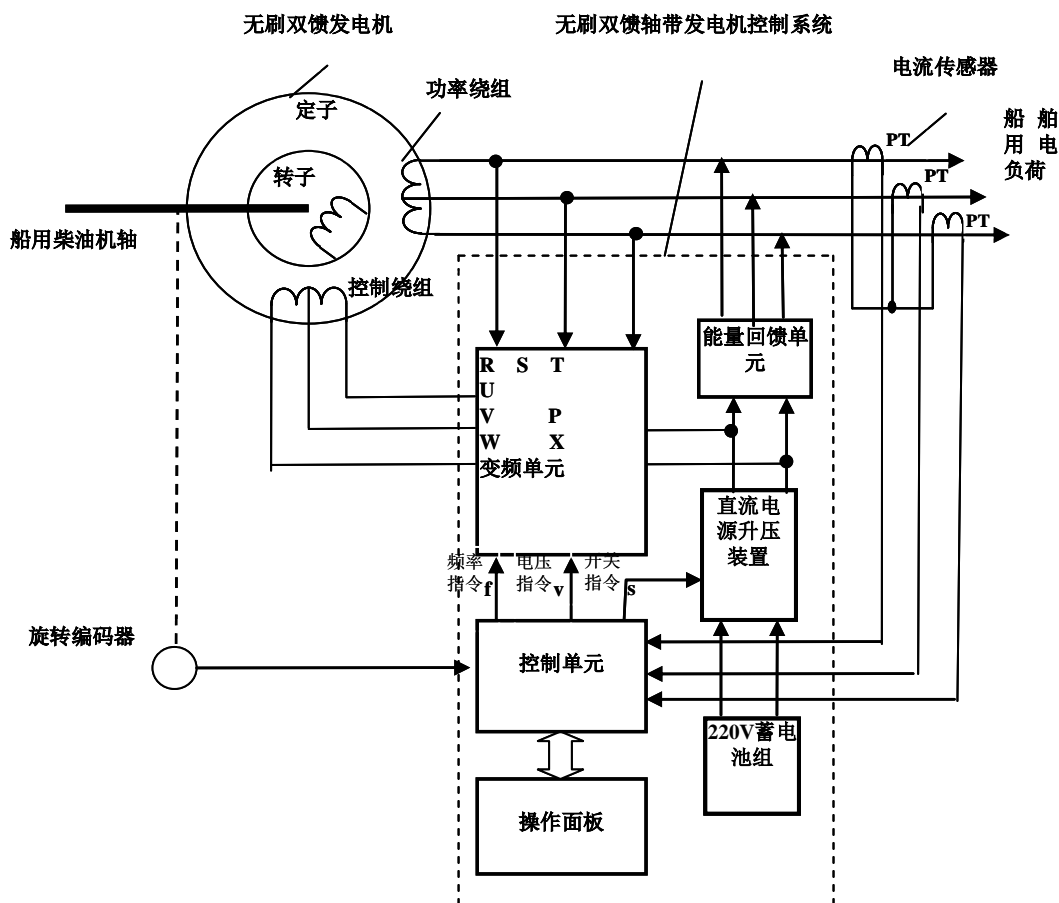 无刷双馈发电机
无刷双馈轴带发电机控制系统
电流传感器
功率绕组
定子
船 舶
用 电
负荷
PT
PT
PT
转子
船用柴油机轴
控制绕组
能量回馈单
元
R S T
U
V P
W X
变频单元
直流电
源升压
装置
频率
指令f
电压
指令v
开关
指令s
旋转编码器
控制单元
220V蓄电
池组
操作面板